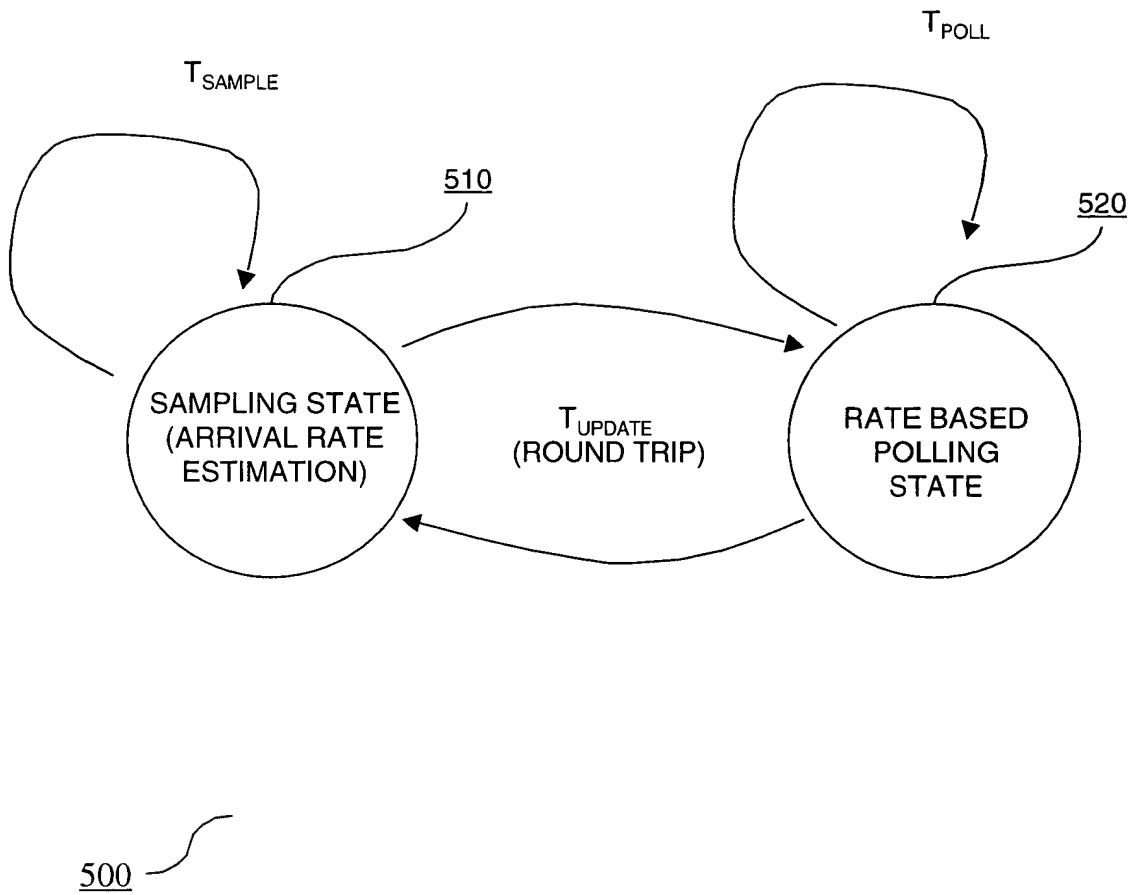 T_POLL
T_SAMPLE
510
520
SAMPLING STATE
(ARRIVAL RATE
ESTIMATION)
T_UPDATE
(ROUND TRIP)
RATE BASED
POLLING
STATE
500